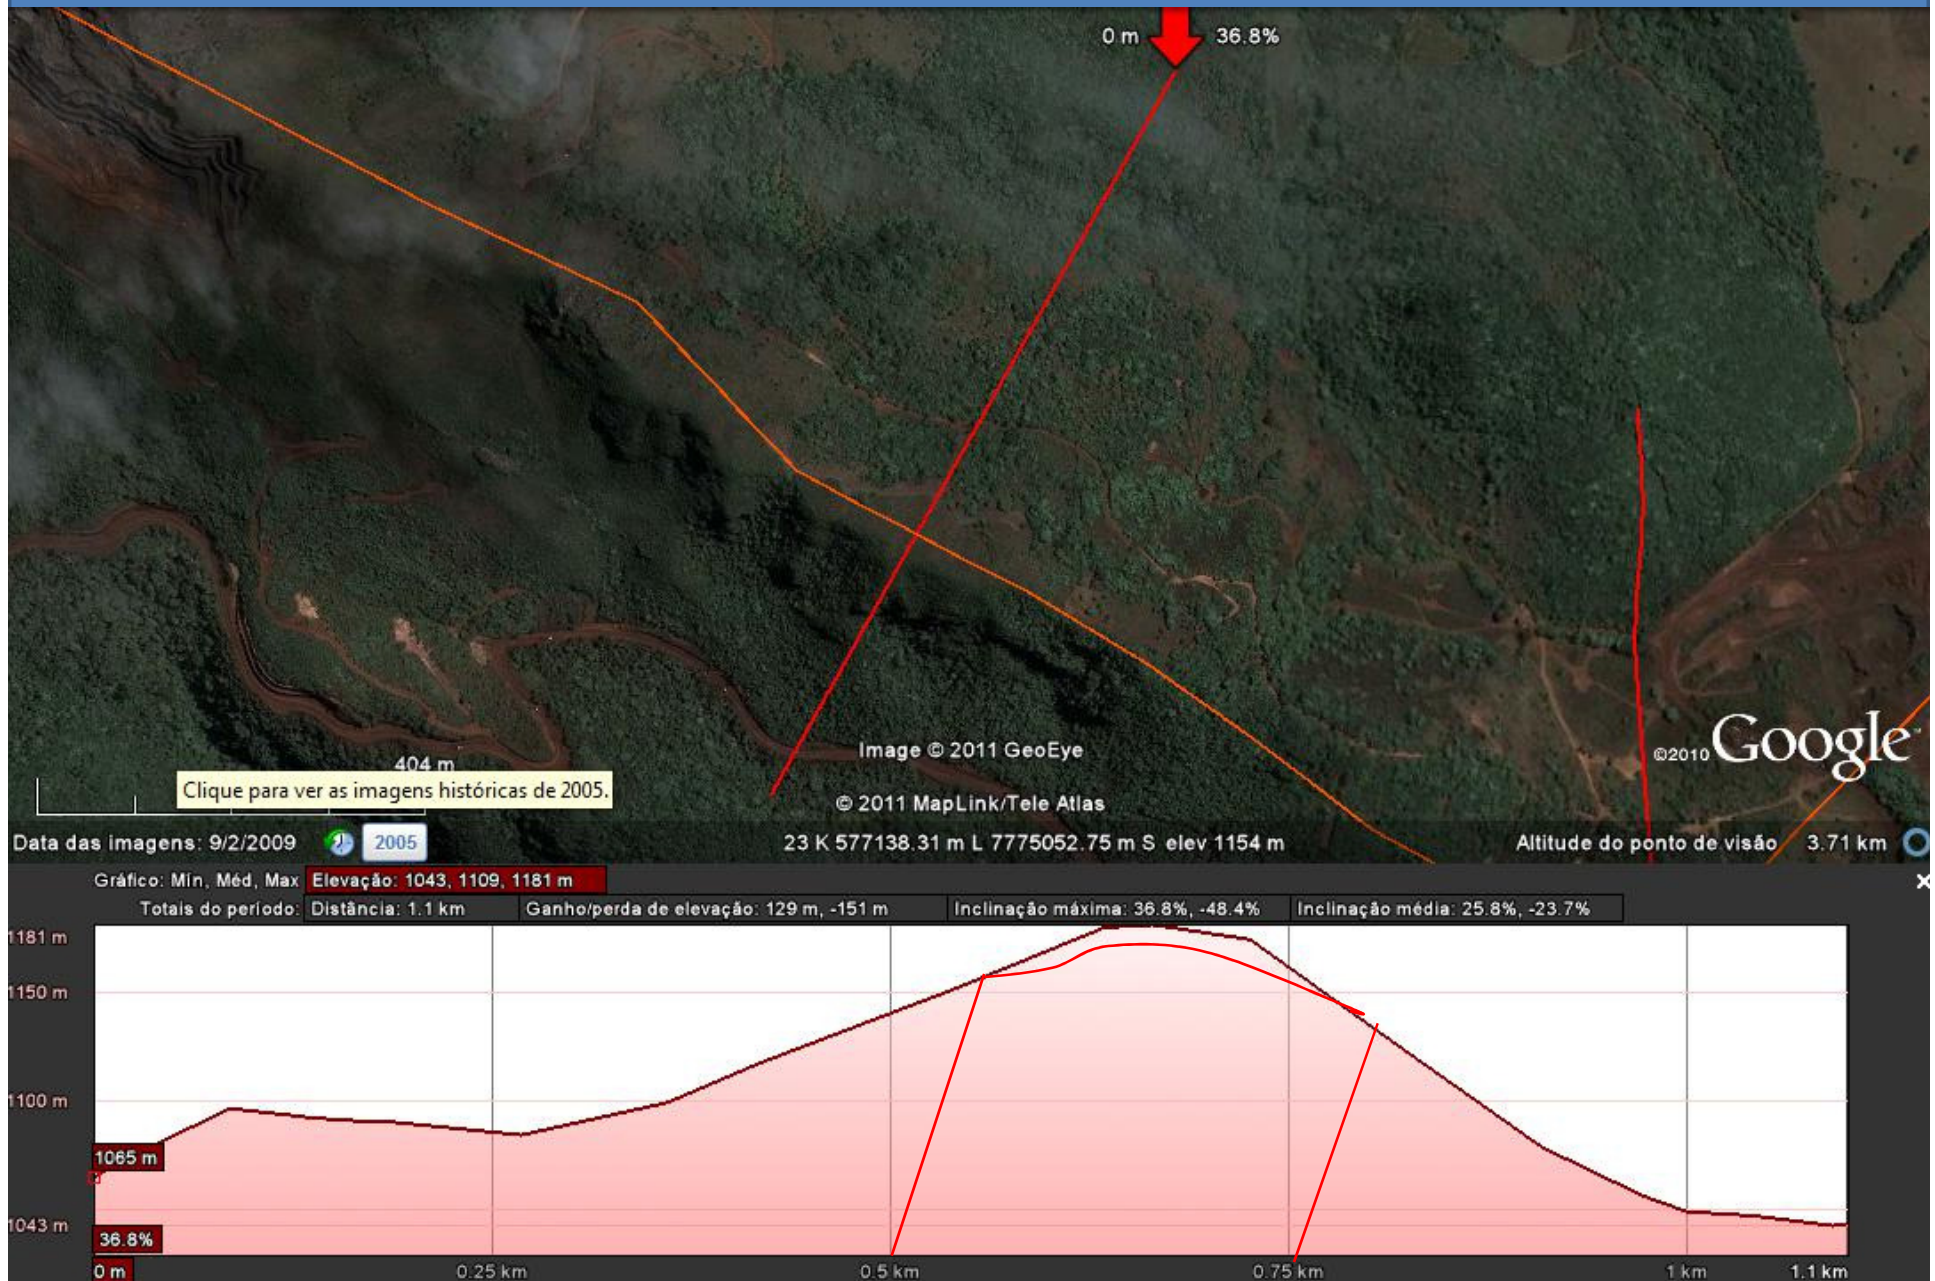 0 m 36.8%
404 m
Clique para ver as imagens históricas de 2005.
Image © 2011 GeoEye
© 2011 MapLink/Tele Atlas
©2010 Google
Data das imagens: 9/2/2009 2005 23 K 577138.31 m L 7775052.75 m S elev 1154 m Altitude do ponto de visão 3.71 km
Gráfico: Mín, Méd, Max Elevação: 1043, 1109, 1181 m
Totais do período: Distância: 1.1 km Ganho/perda de elevação: 129 m, -151 m Inclinação máxima: 36.8%, -48.4% Inclinação média: 25.8%, -23.7%
1181 m
1150 m
1100 m
1065 m
1043 m
36.8%
0 m 0.25 km 0.5 km 0.75 km 1 km 1.1 km